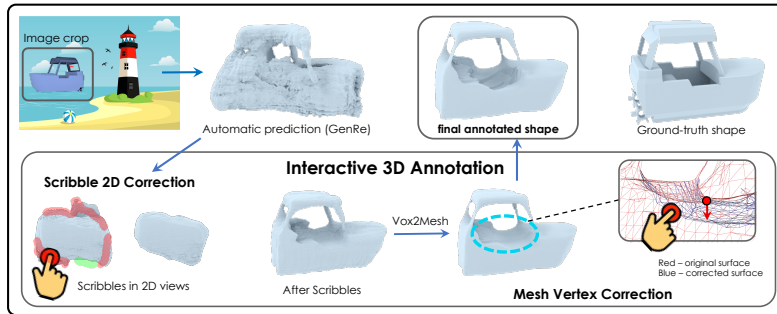 Image crop
Automatic prediction (GenRe)
final annotated shape
Ground-truth shape
Interactive 3D Annotation
Scribble 2D Correction
Vox2Mesh
Scribbles in 2D views
After Scribbles
Mesh Vertex Correction
Red – original surface
Blue – corrected surface